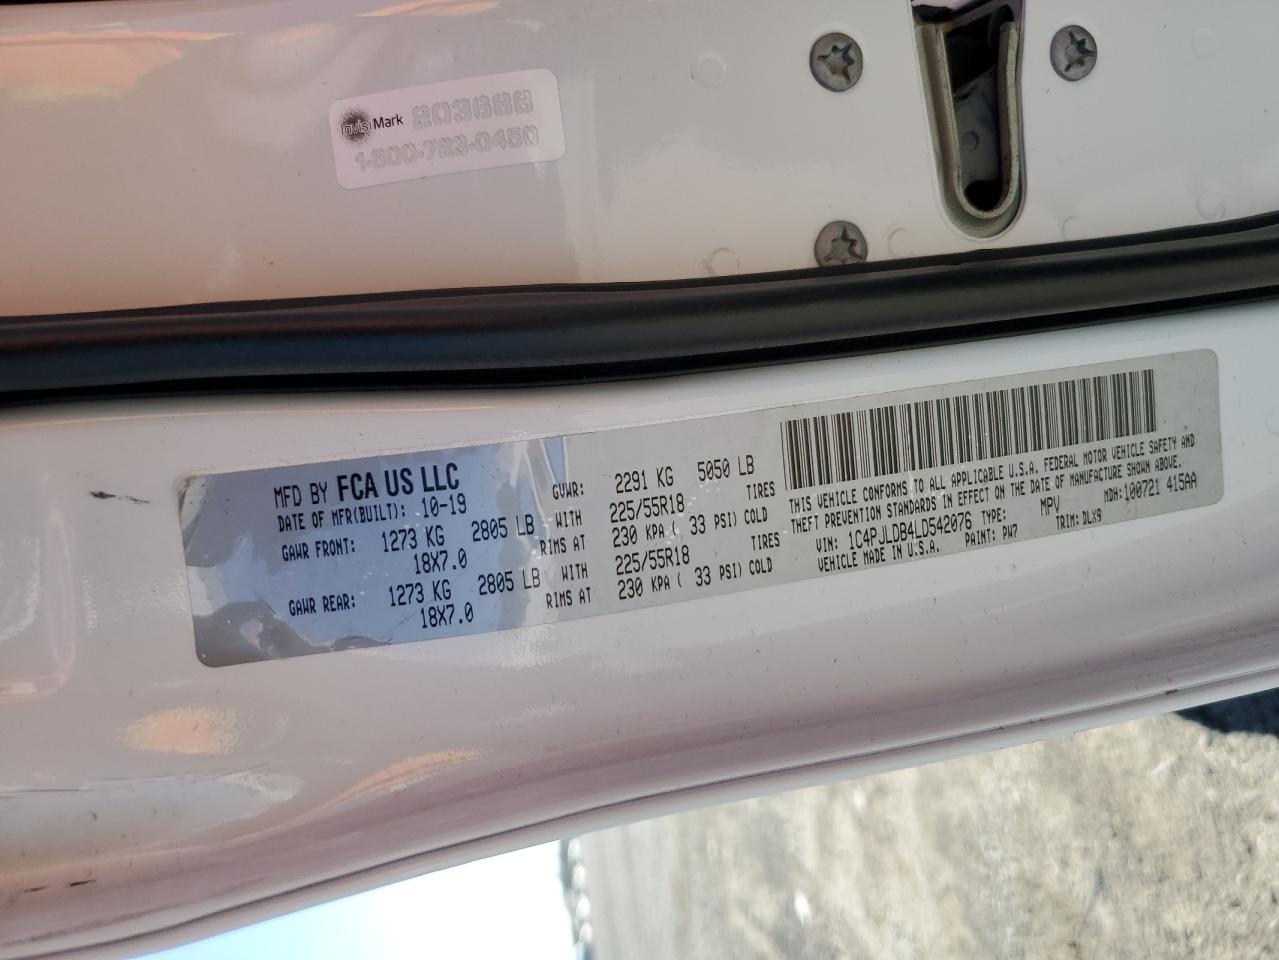 Invis Mark 203688
1-800-723-0450
MFD BY FCA US LLC
DATE OF MFR(BUILT): 10-19 GVWR: 2291 KG 5050 LB
GAWR FRONT: 1273 KG 2805 LB WITH 225/55R18 TIRES
18X7.0 RIMS AT 230 KPA ( 33 PSI) COLD
GAWR REAR: 1273 KG 2805 LB WITH 225/55R18 TIRES
18X7.0 RIMS AT 230 KPA ( 33 PSI) COLD
THIS VEHICLE CONFORMS TO ALL APPLICABLE U.S.A. FEDERAL MOTOR VEHICLE SAFETY AND
THEFT PREVENTION STANDARDS IN EFFECT ON THE DATE OF MANUFACTURE SHOWN ABOVE.
VIN: 1C4PJLDB4LD542076 TYPE: MPV MDH:100721 415AA
VEHICLE MADE IN U.S.A. PAINT: PW7 TRIM: DLX9